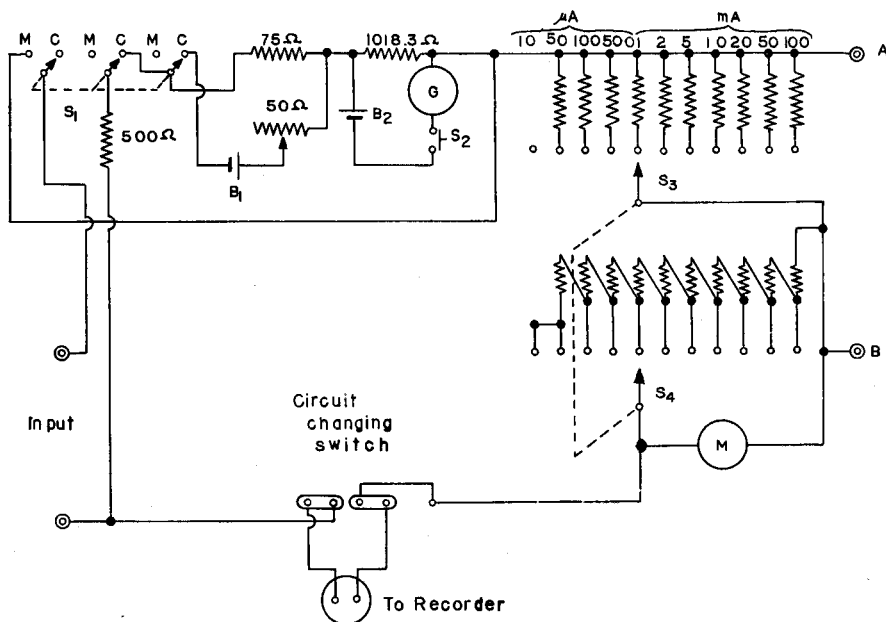 μA mA
M C M C M C 75Ω 1018.3Ω 10 50 100 500 1 2 5 10 20 50 100 A
S1 500Ω 50Ω B2 G S2
B1 S3
B
Input Circuit changing switch S4
M
To Recorder